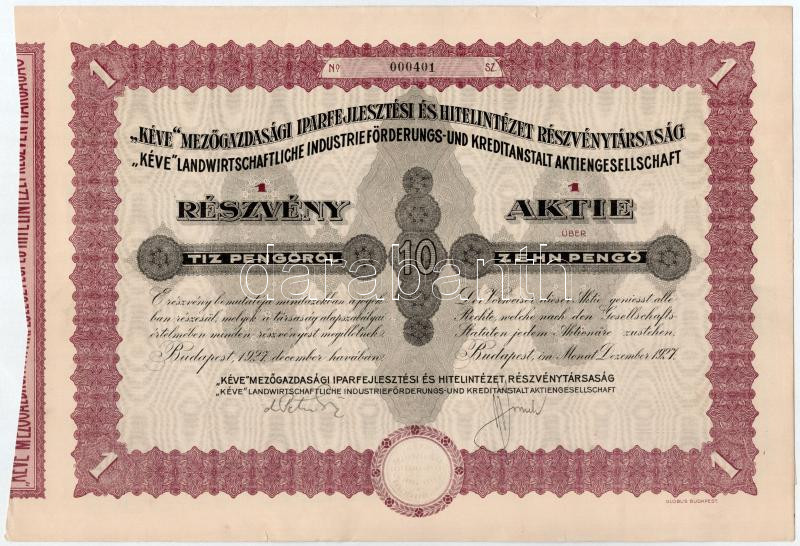 1 1
Nº 000401 SZ.
„KÉVE" MEZŐGAZDASÁGI IPARFEJLESZTÉSI ÉS HITELINTÉZET RÉSZVÉNYTÁRSASÁG
„KÉVE" LANDWIRTSCHAFTLICHE INDUSTRIEFÖRDERUNGS-UND KREDITANSTALT AKTIENGESELLSCHAFT
1 1
RÉSZVÉNY AKTIE
ÜBER
TIZ PENGŐRŐL 10 ZEHN PENGŐ
darabanth
E részvény bemutatója mindazokban a jogok-
ban részesül, melyek a társaság alapszabályai
értelmében minden részvényest megilletnek.
Budapest, 1927. december havában.
Der Vorweiser dieser Aktie geniesst alle
Rechte, welche nach den Gesellschafts-
Statuten jedem Aktionäre zustehen.
Budapest, im Monat Dezember 1927.
„KÉVE" MEZŐGAZDASÁGI IPARFEJLESZTÉSI ÉS HITELINTÉZET RÉSZVÉNYTÁRSASÁG
„KÉVE" LANDWIRTSCHAFTLICHE INDUSTRIEFÖRDERUNGS-UND KREDITANSTALT AKTIENGESELLSCHAFT
1 1
GLOBUS BUDAPEST.